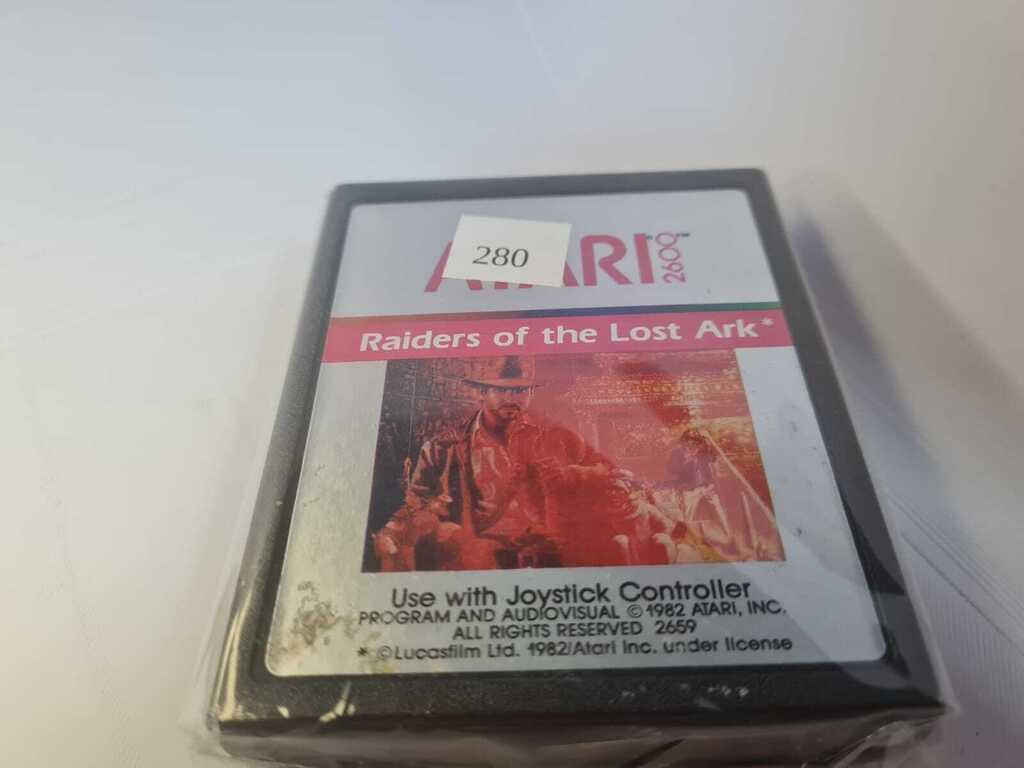 280
ATARI 2600™
Raiders of the Lost Ark*
Use with Joystick Controller
PROGRAM AND AUDIOVISUAL © 1982 ATARI, INC.
ALL RIGHTS RESERVED 2659
* ©Lucasfilm Ltd. 1982/Atari Inc. under license